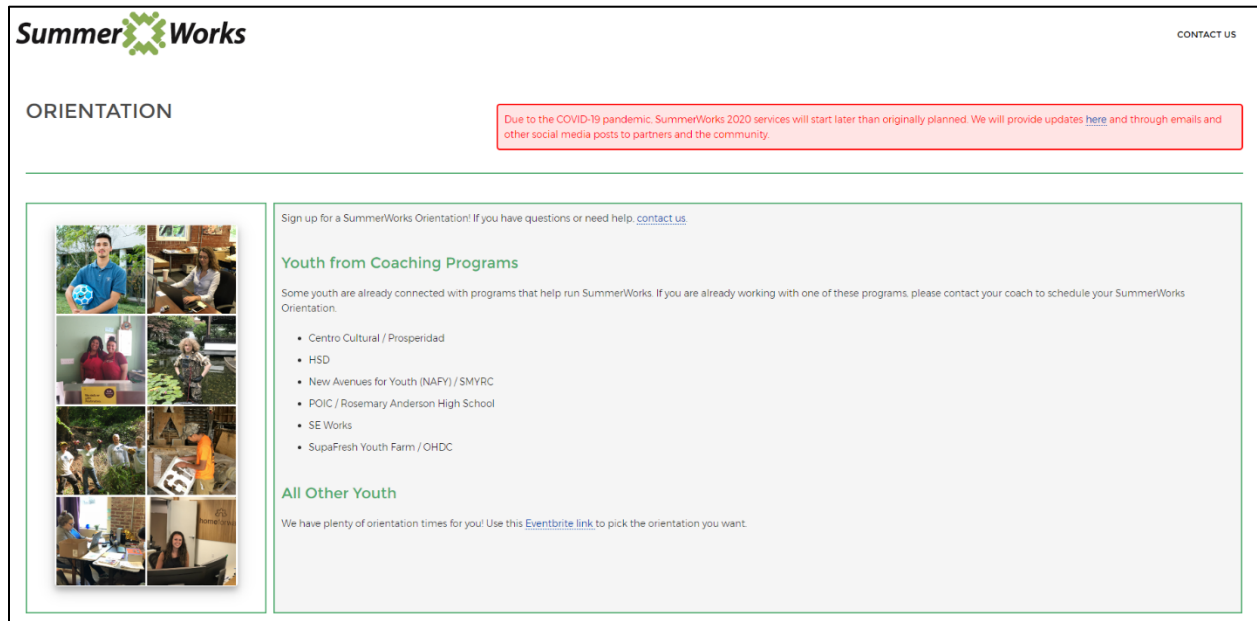 Summer Works
CONTACT US
ORIENTATION
Due to the COVID-19 pandemic, SummerWorks 2020 services will start later than originally planned. We will provide updates here and through emails and
other social media posts to partners and the community.
Sign up for a SummerWorks Orientation! If you have questions or need help, contact us.
Youth from Coaching Programs
Some youth are already connected with programs that help run SummerWorks. If you are already working with one of these programs, please contact your coach to schedule your SummerWorks
Orientation.
• Centro Cultural / Prosperidad
• HSD
• New Avenues for Youth (NAFY) / SMYRC
• POIC / Rosemary Anderson High School
• SE Works
• SupaFresh Youth Farm / OHDC
All Other Youth
We have plenty of orientation times for you! Use this Eventbrite link to pick the orientation you want.